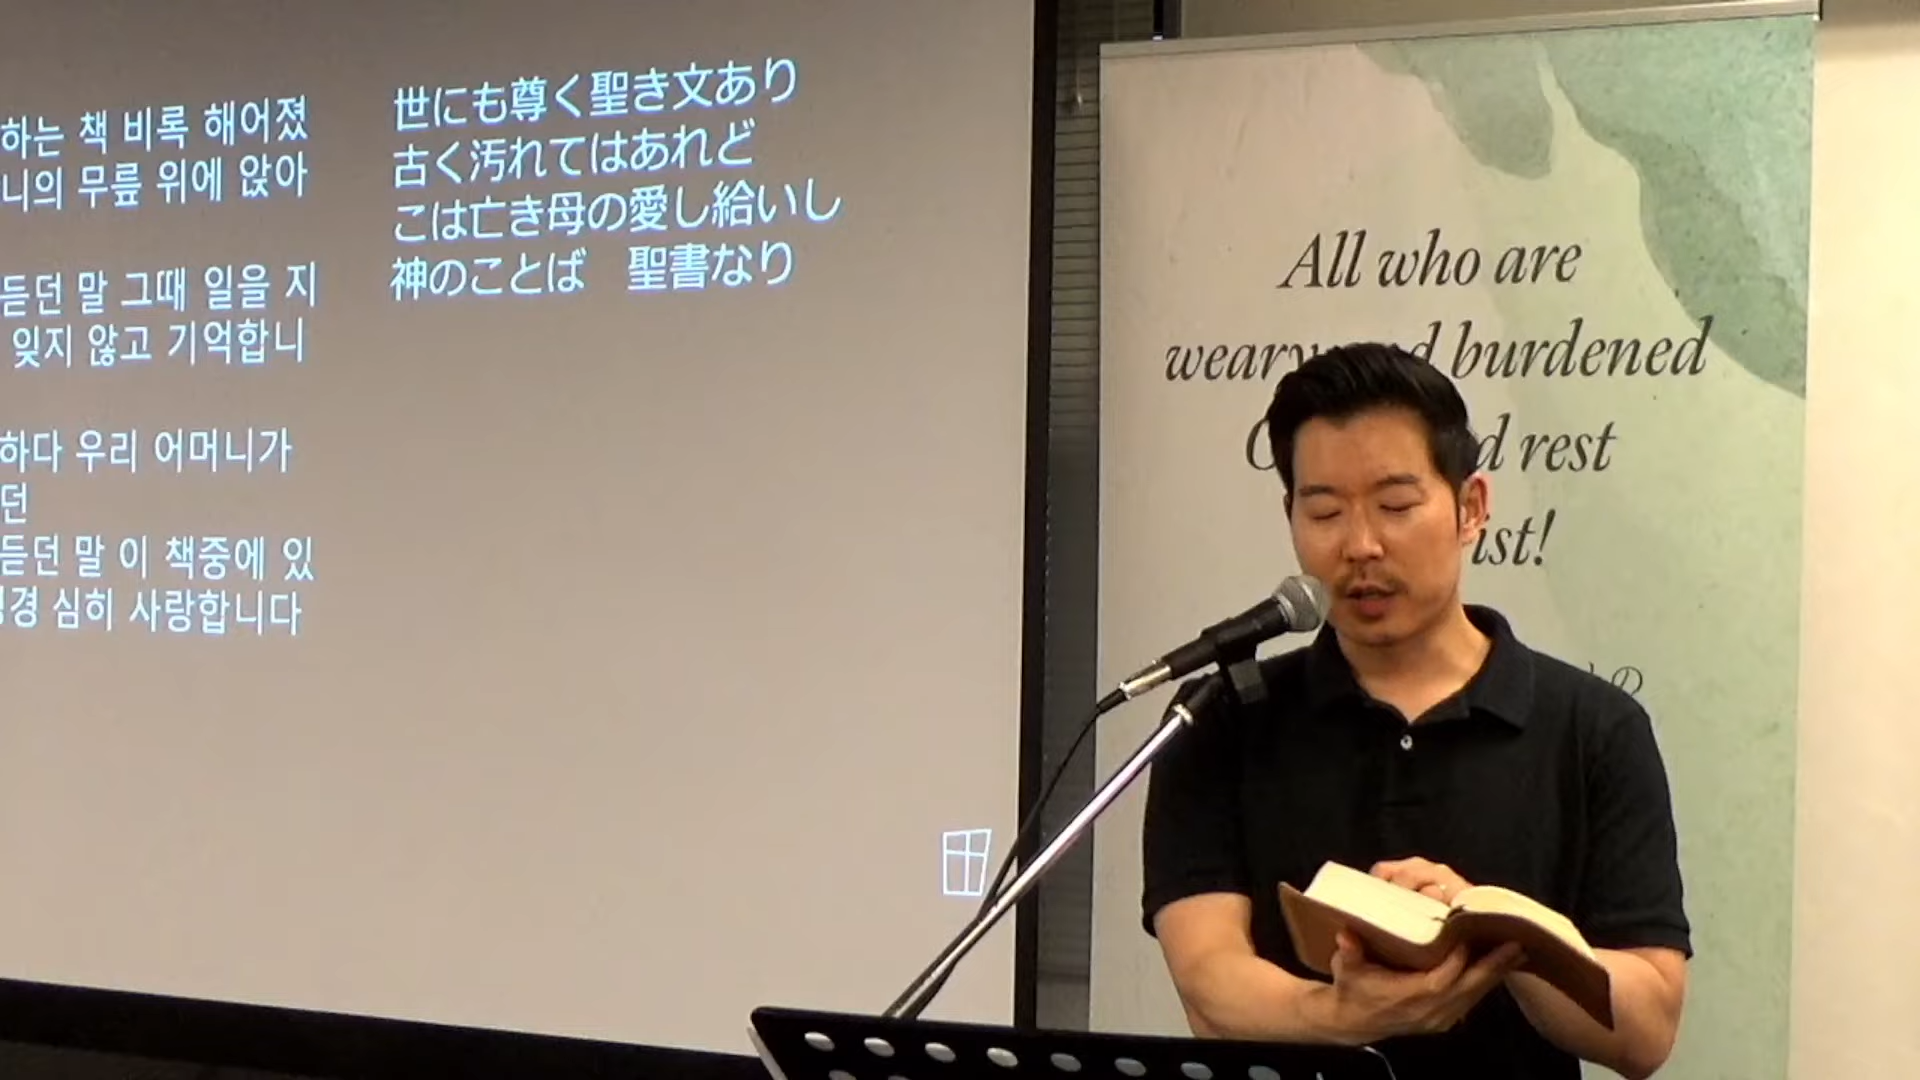 하는 책 비록 해어졌
니의 무릎 위에 앉아
듣던 말 그때 일을 지
잊지 않고 기억합니
하다 우리 어머니가
던
듣던 말 이 책중에 있
경 심히 사랑합니다
世にも尊く聖き文あり
古く汚れてはあれど
こは亡き母の愛し給いし
神のことば 聖書なり
All who are
weary and burdened
rest